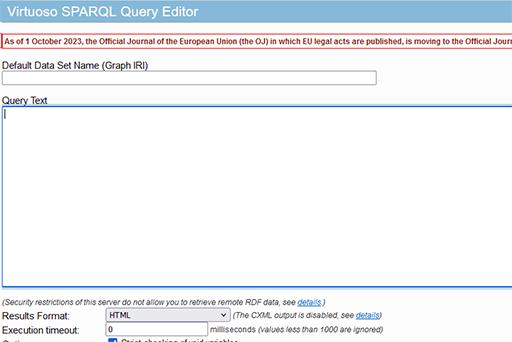 Virtuoso SPARQL Query Editor
As of 1 October 2023, the Official Journal of the European Union (the OJ) in which EU legal acts are published, is moving to the Official Journ
Default Data Set Name (Graph IRI)
Query Text
(Security restrictions of this server do not allow you to retrieve remote RDF data, see details.)
Results Format: HTML (The CXML output is disabled, see details)
Execution timeout: 0 milliseconds (values less than 1000 are ignored)
Strict checking of void variables